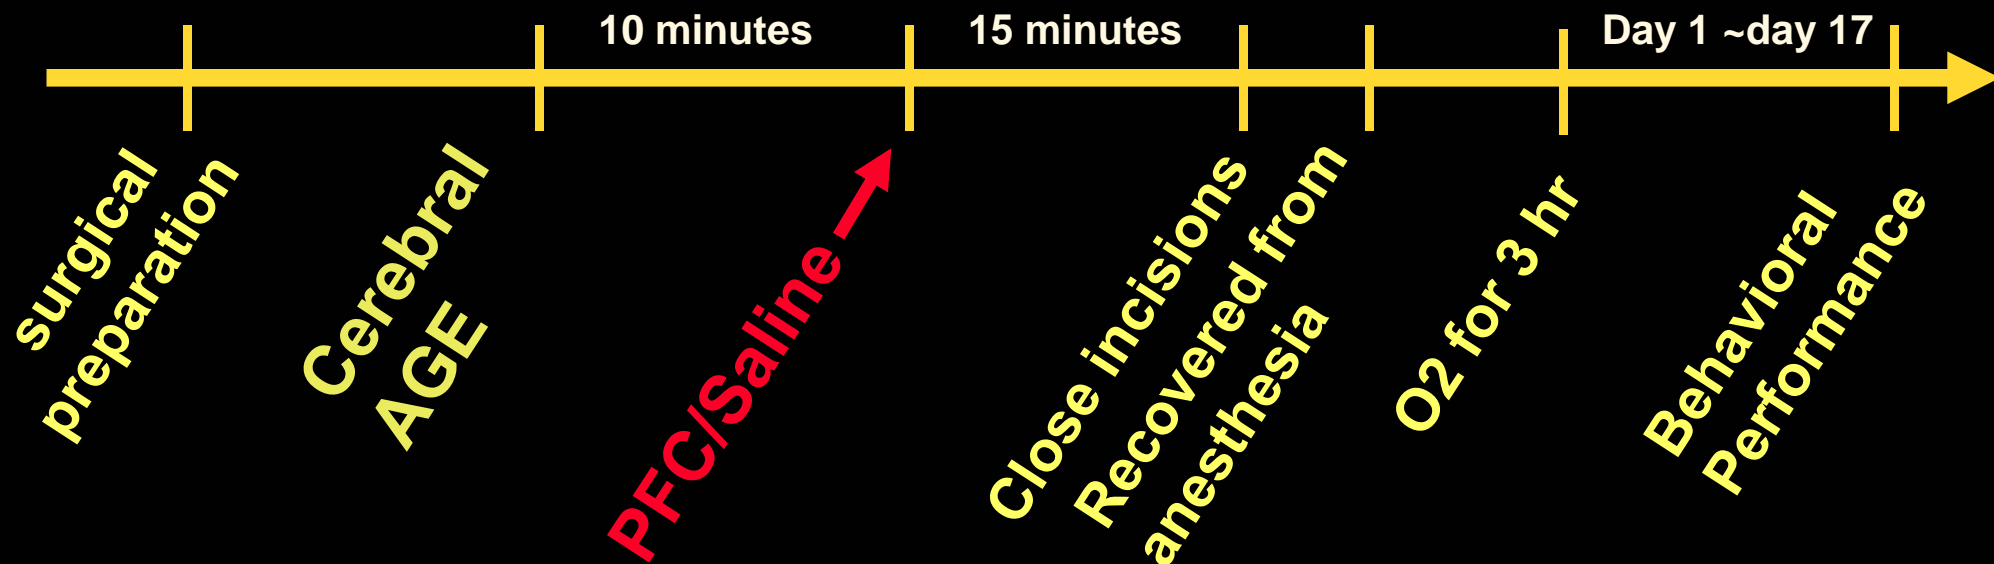 10 minutes
15 minutes
Day 1 ~day 17
surgical
preparation
Cerebral
AGE
PFC/Saline
Close incisions
Recovered from
anesthesia
O2 for 3 hr
Behavioral
Performance